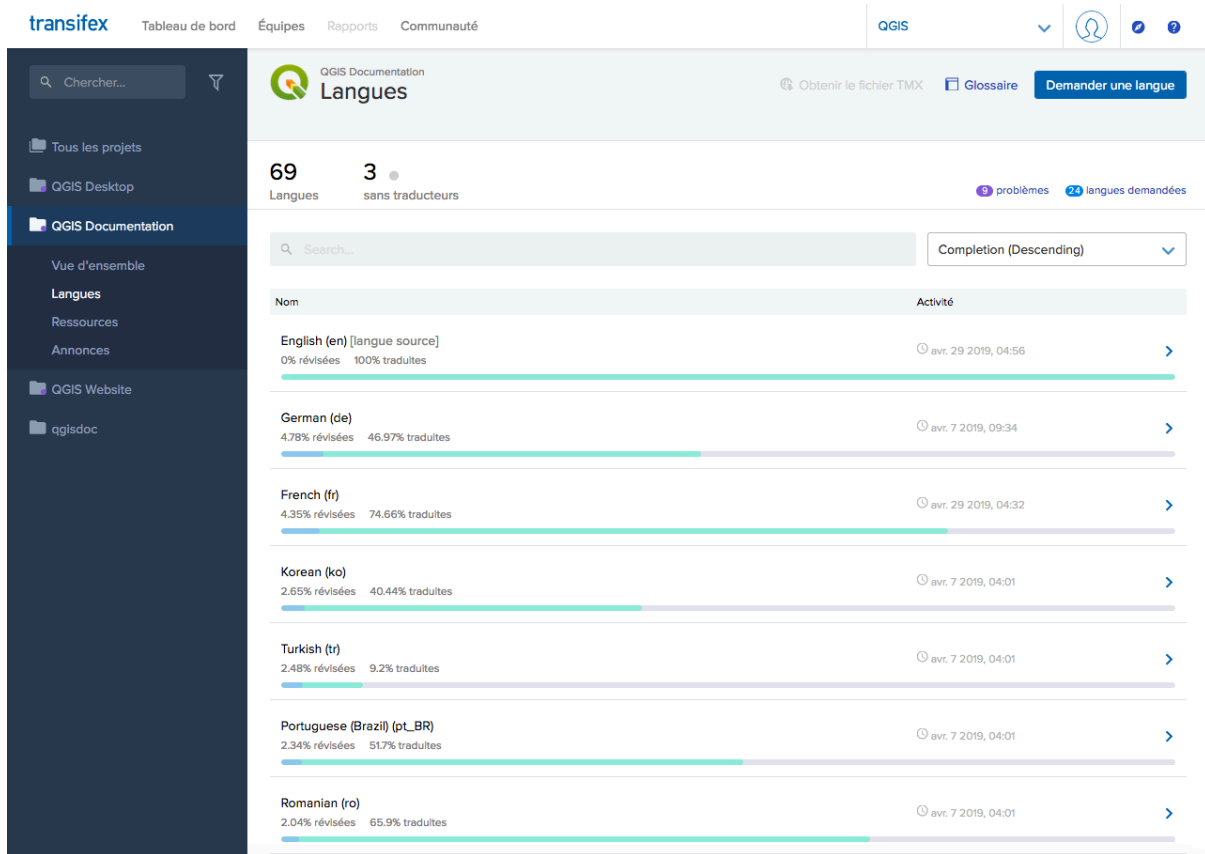 transifex Tableau de bord Équipes Rapports Communauté QGIS
Chercher...
Tous les projets
QGIS Desktop
QGIS Documentation
Vue d'ensemble
Langues
Ressources
Annonces
QGIS Website
qgisdoc
QGIS Documentation
Langues
Obtenir le fichier TMX Glossaire Demander une langue
69 3
Langues sans traducteurs
9 problèmes 24 langues demandées
Search... Completion (Descending)
Nom Activité
English (en) [langue source]
0% révisées 100% traduites
avr. 29 2019, 04:56
German (de)
4.78% révisées 46.97% traduites
avr. 7 2019, 09:34
French (fr)
4.35% révisées 74.66% traduites
avr. 29 2019, 04:32
Korean (ko)
2.65% révisées 40.44% traduites
avr. 7 2019, 04:01
Turkish (tr)
2.48% révisées 9.2% traduites
avr. 7 2019, 04:01
Portuguese (Brazil) (pt_BR)
2.34% révisées 51.7% traduites
avr. 7 2019, 04:01
Romanian (ro)
2.04% révisées 65.9% traduites
avr. 7 2019, 04:01